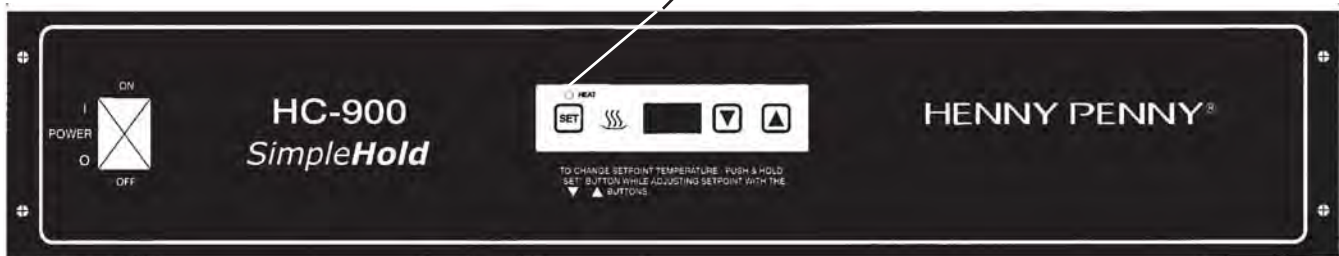 ON
I
POWER
O
OFF
HC-900
SimpleHold
HEAT
SET
TO CHANGE SETPOINT TEMPERATURE PUSH & HOLD
"SET" BUTTON WHILE ADJUSTING SETPOINT WITH THE
▼ ▲ BUTTONS
HENNY PENNY®